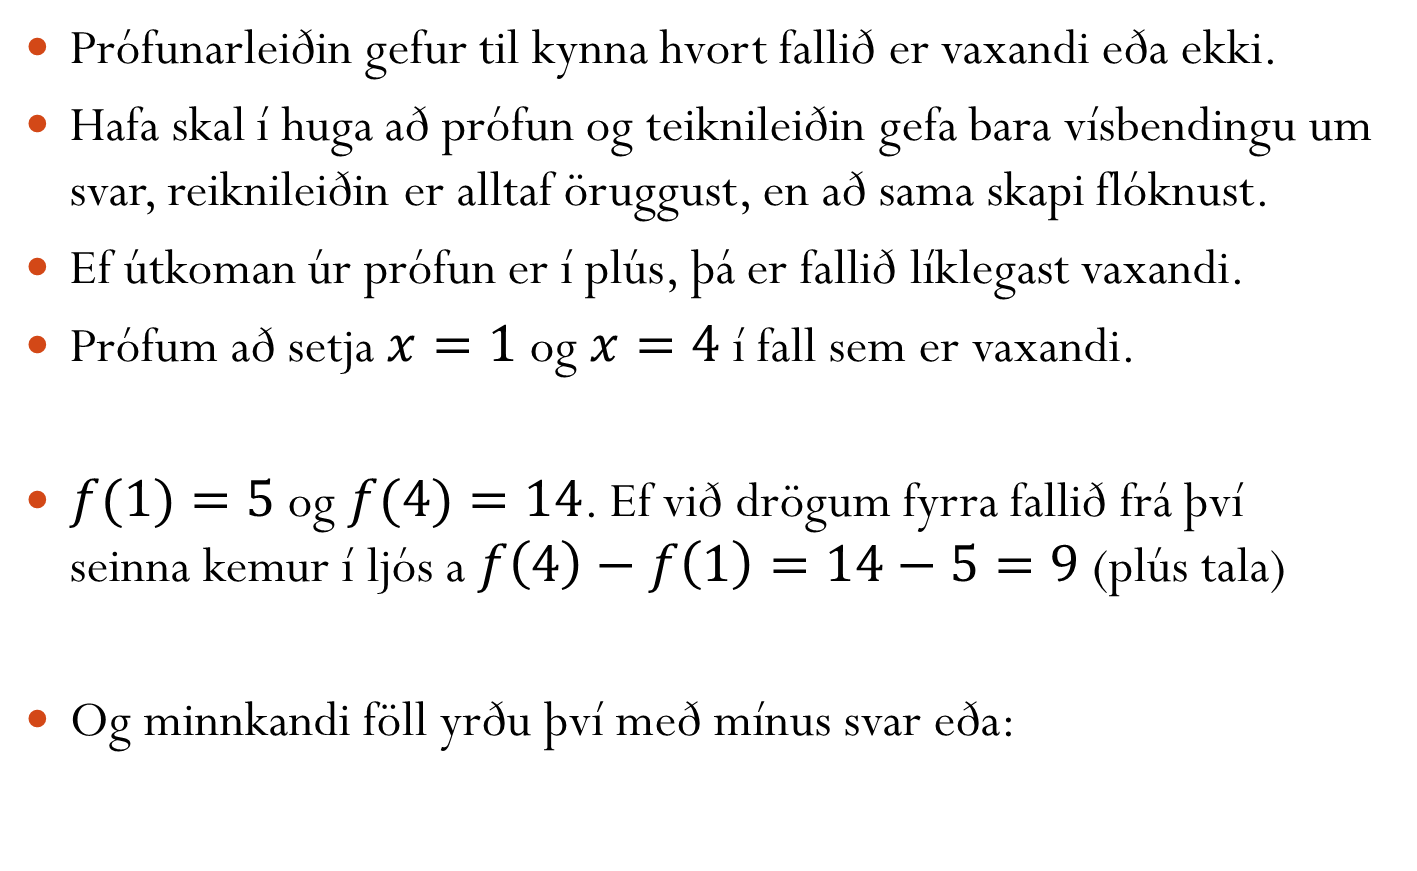 • Prófunarleiðin gefur til kynna hvort fallið er vaxandi eða ekki.
• Hafa skal í huga að prófun og teiknileiðin gefa bara vísbendingu um
svar, reiknileiðin er alltaf öruggust, en að sama skapi flóknust.
• Ef útkoman úr prófun er í plús, þá er fallið líklegast vaxandi.
• Prófum að setja x = 1 og x = 4 í fall sem er vaxandi.
• f(1) = 5 og f(4) = 14. Ef við drögum fyrra fallið frá því
seinna kemur í ljós a f(4) − f(1) = 14 − 5 = 9 (plús tala)
• Og minnkandi föll yrðu því með mínus svar eða: